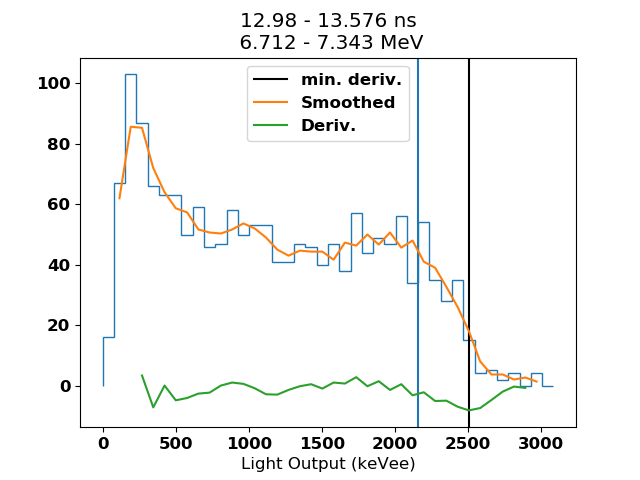 12.98 - 13.576 ns
6.712 - 7.343 MeV
min. deriv.
Smoothed
Deriv.
100
80
60
40
20
0
0 500 1000 1500 2000 2500 3000
Light Output (keVee)